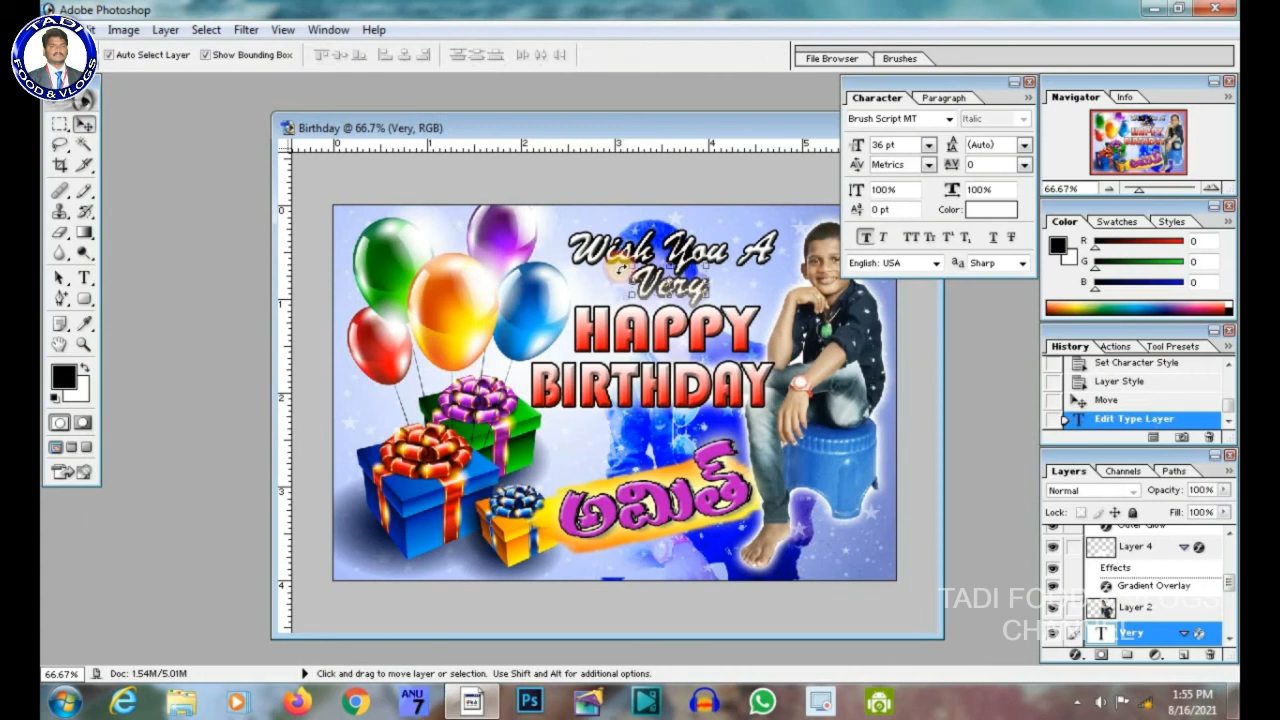 Adobe Photoshop
TADI
FOOD & VLOGS
Image Layer Select Filter View Window Help
Auto Select Layer Show Bounding Box
File Browser Brushes
Character Paragraph
Navigator Info
Birthday @ 66.7% (Very, RGB)
Brush Script MT Italic
36 pt (Auto)
Metrics 0
100% 100%
0 pt Color:
English: USA Sharp
66.67%
Color Swatches Styles
R 0
G 0
B 0
Wish You A
Very
HAPPY
BIRTHDAY
అమిత్
History Actions Tool Presets
Set Character Style
Layer Style
Move
Edit Type Layer
Layers Channels Paths
Normal Opacity: 100%
Lock: Fill: 100%
Outer Glow
Layer 4
Effects
Gradient Overlay
Layer 2
Very
66.67% Doc: 1.54M/5.01M Click and drag to move layer or selection. Use Shift and Alt for additional options.
ANU
7
Ps
1:55 PM
8/16/2021